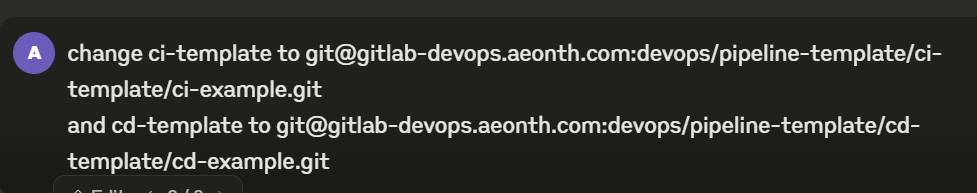 A
change ci-template to git@gitlab-devops.aeonth.com:devops/pipeline-template/ci-
template/ci-example.git
and cd-template to git@gitlab-devops.aeonth.com:devops/pipeline-template/cd-
template/cd-example.git